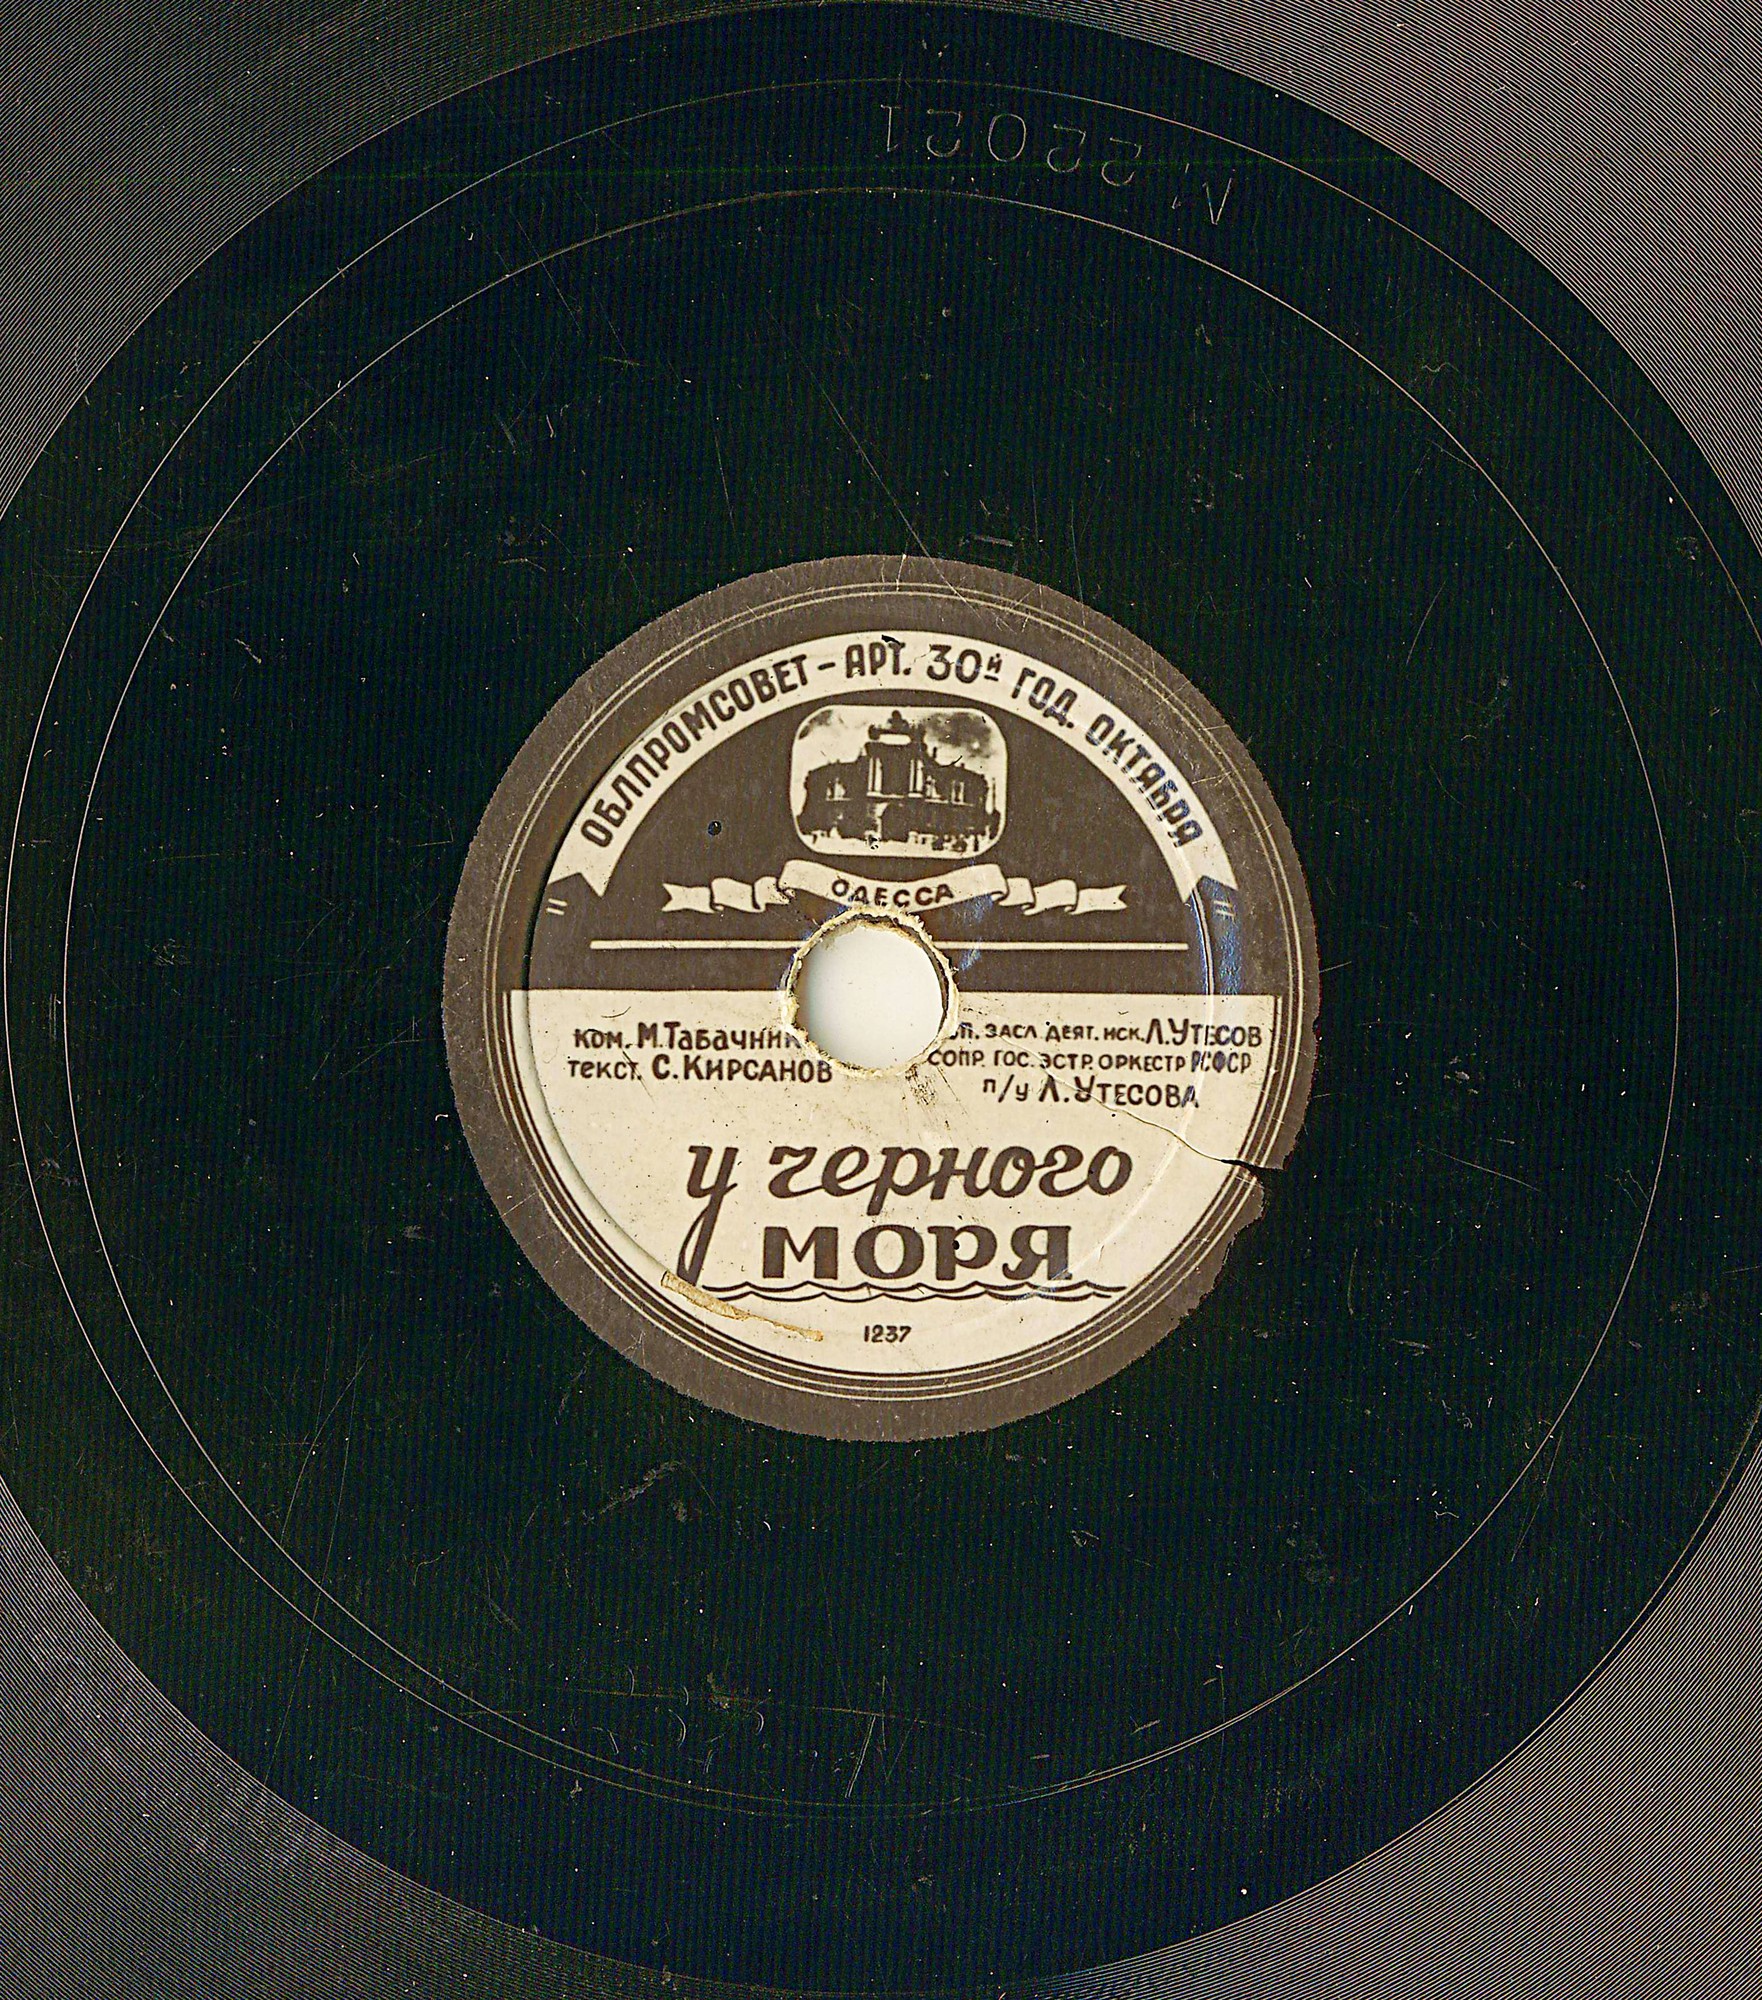 ОБЛПРОМСОВЕТ – АРТ. 30й ГОД. ОКТЯБРЯ
ОДЕССА
ком. М.Табачник
текст. С.Кирсанов
ЗАСЛ ДЕЯТ. ИСК. Л.УТЕСОВ
СОПР. ГОС. ЭСТР. ОРКЕСТР РСФСР
п/у Л.УТЕСОВА
у черного
моря
1237
N 22021